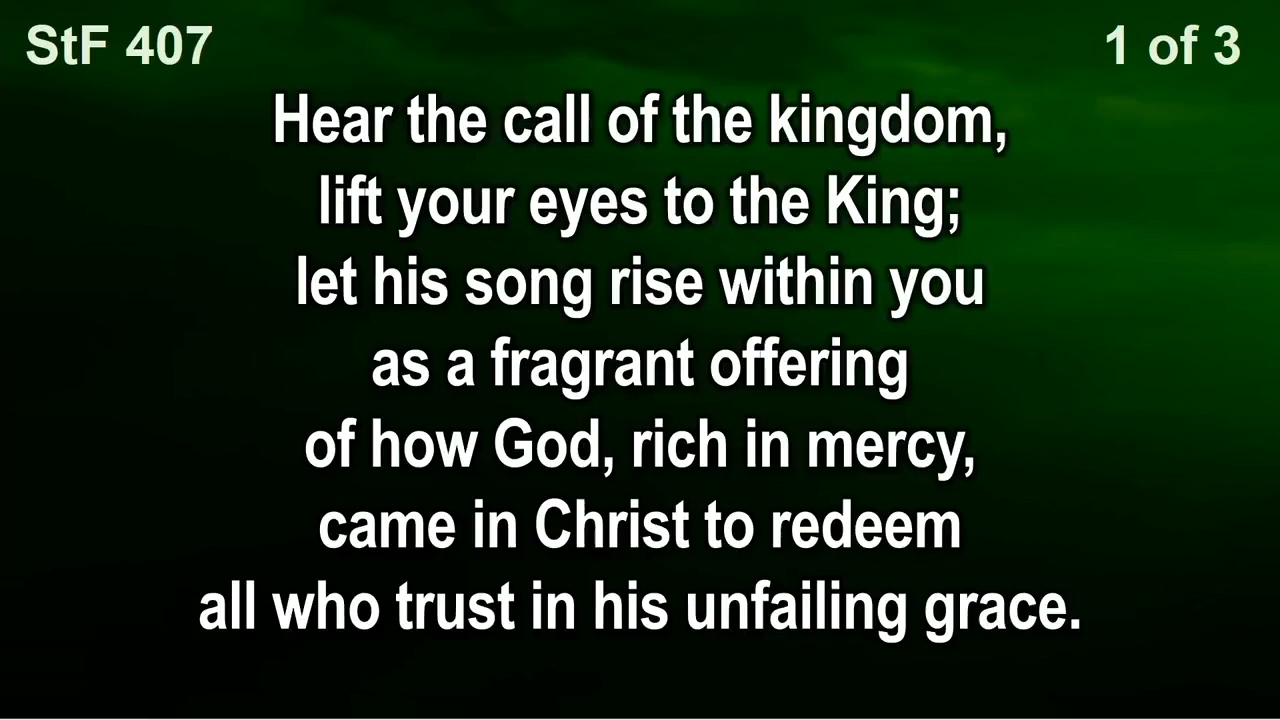 StF 407
1 of 3
Hear the call of the kingdom,
lift your eyes to the King;
let his song rise within you
as a fragrant offering
of how God, rich in mercy,
came in Christ to redeem
all who trust in his unfailing grace.